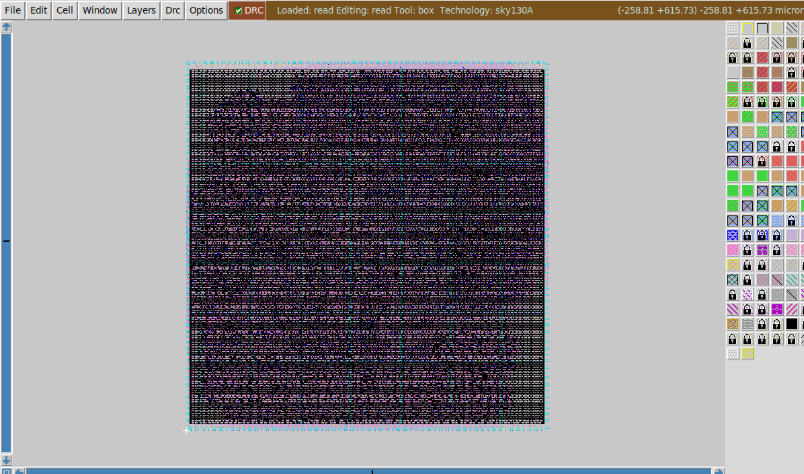 File Edit Cell Window Layers Drc Options DRC Loaded: read Editing: read Tool: box Technology: sky130A (-258.81 +615.73) -258.81 +615.73 micron